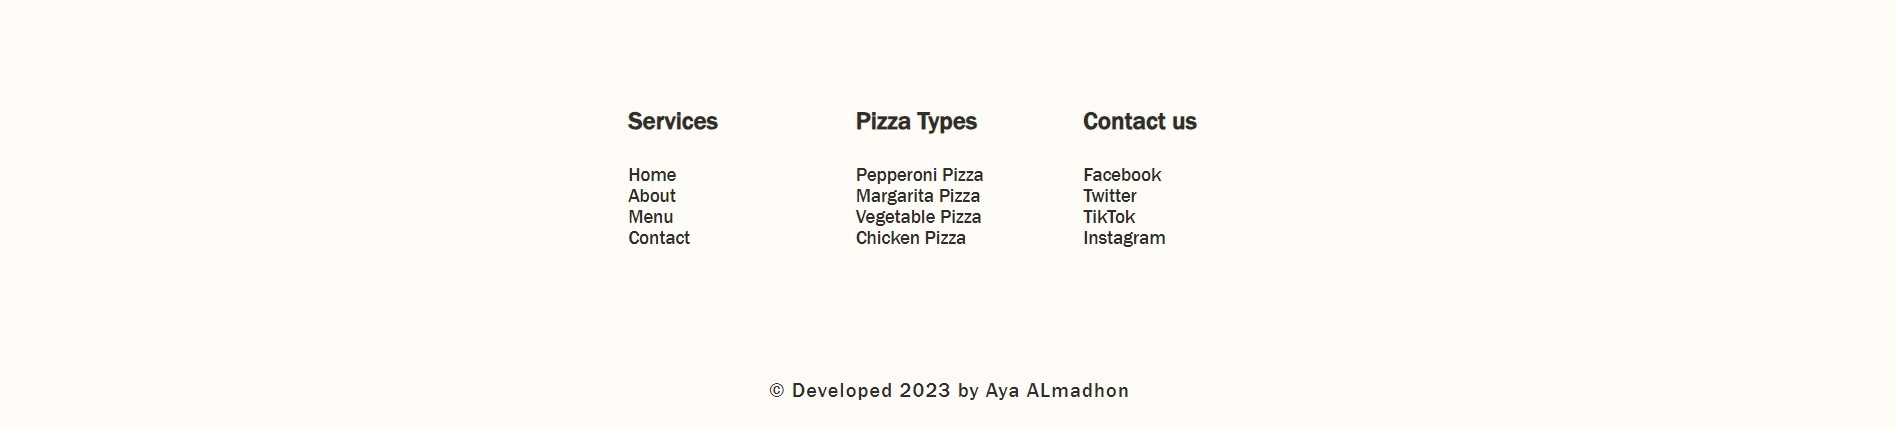 Services
Home
About
Menu
Contact
Pizza Types
Pepperoni Pizza
Margarita Pizza
Vegetable Pizza
Chicken Pizza
Contact us
Facebook
Twitter
TikTok
Instagram
© Developed 2023 by Aya ALmadhon